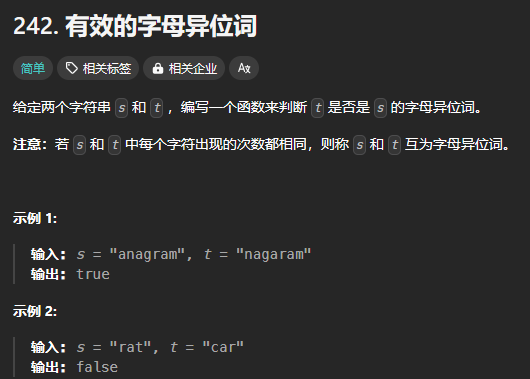 242. 有效的字母异位词
简单 相关标签 相关企业 A文
给定两个字符串 s 和 t ，编写一个函数来判断 t 是否是 s 的字母异位词。
注意：若 s 和 t 中每个字符出现的次数都相同，则称 s 和 t 互为字母异位词。
示例 1:
输入: s = "anagram", t = "nagaram"
输出: true
示例 2:
输入: s = "rat", t = "car"
输出: false